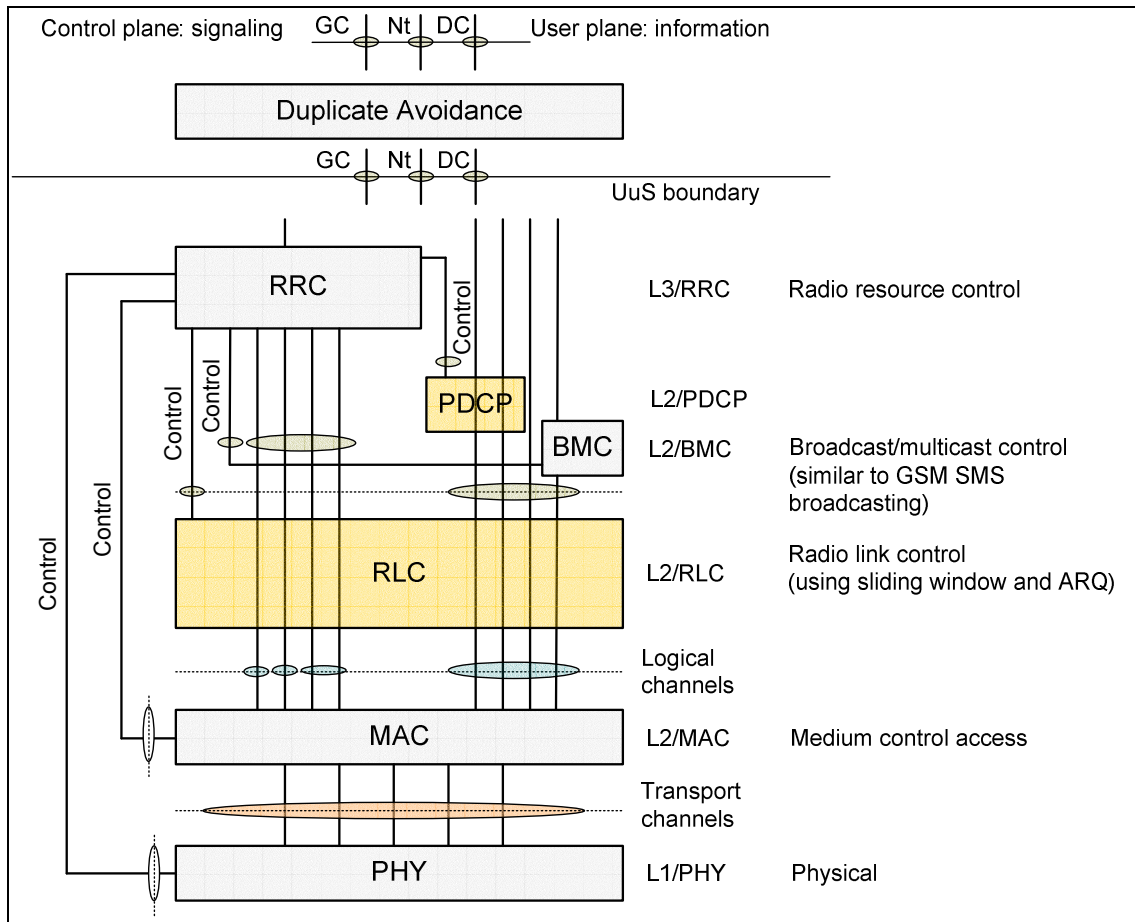 Control plane: signaling
GC
Nt
DC
User plane: information
Duplicate Avoidance
GC
Nt
DC
UuS boundary
RRC
L3/RRC
Radio resource control
Control
Control
Control
Control
Control
PDCP
L2/PDCP
BMC
L2/BMC
Broadcast/multicast control
(similar to GSM SMS
broadcasting)
RLC
L2/RLC
Radio link control
(using sliding window and ARQ)
Logical
channels
MAC
L2/MAC
Medium control access
Transport
channels
PHY
L1/PHY
Physical